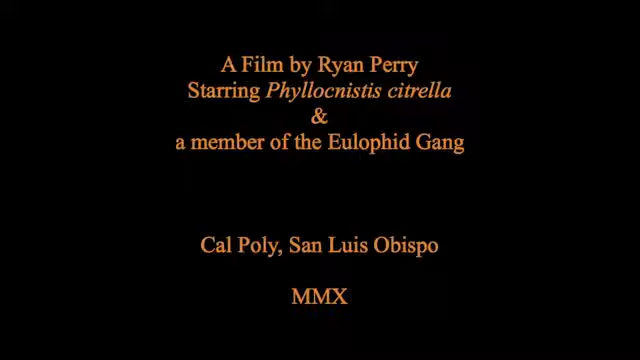 A Film by Ryan Perry
Starring Phyllocnistis citrella
&
a member of the Eulophid Gang
Cal Poly, San Luis Obispo
MMX